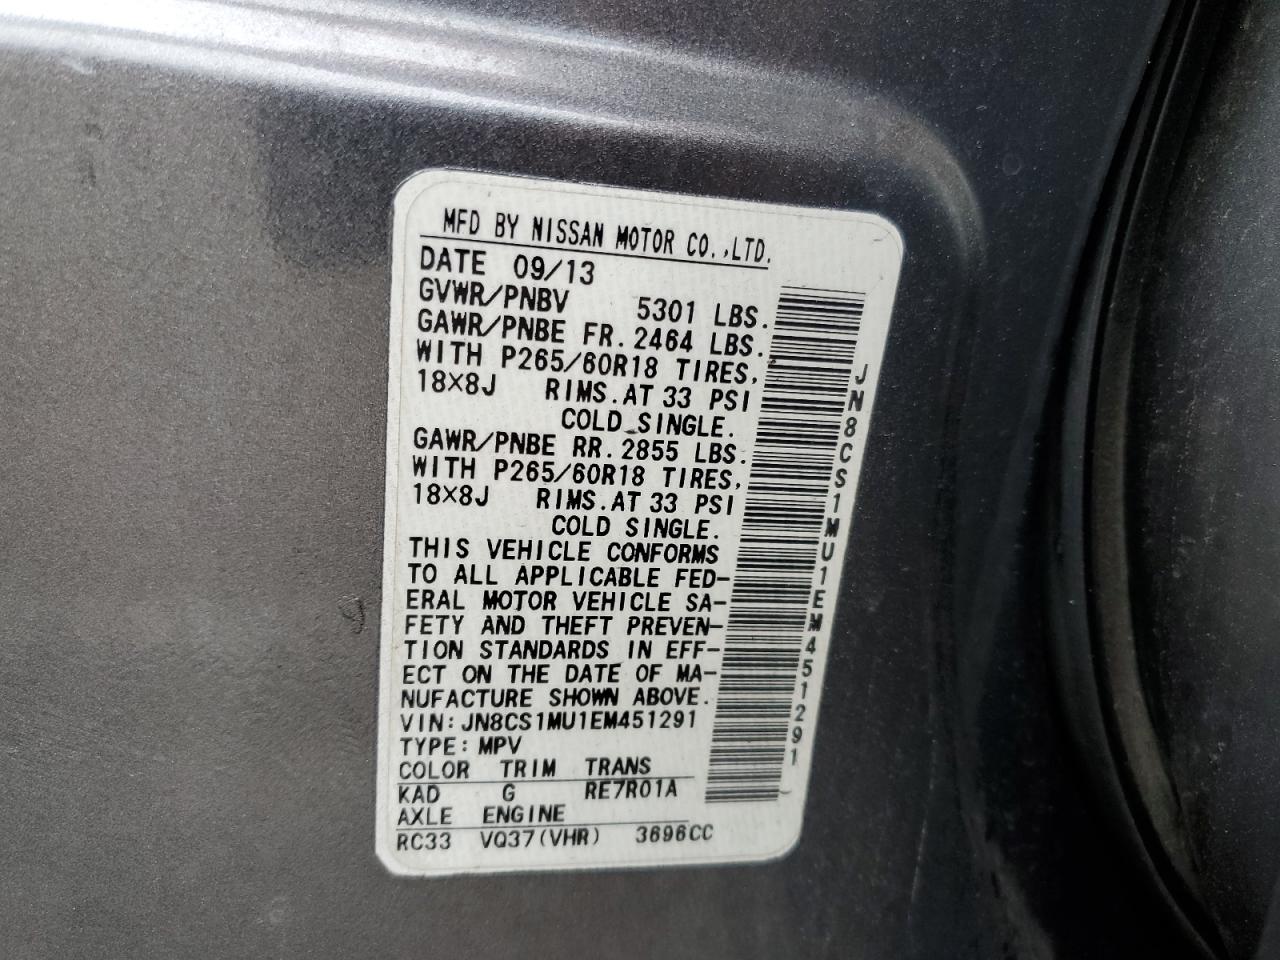 MFD BY NISSAN MOTOR CO.,LTD.
DATE 09/13
GVWR/PNBV 5301 LBS.
GAWR/PNBE FR. 2464 LBS.
WITH P265/60R18 TIRES,
18×8J RIMS. AT 33 PSI
COLD SINGLE.
GAWR/PNBE RR. 2855 LBS.
WITH P265/60R18 TIRES,
18×8J RIMS. AT 33 PSI
COLD SINGLE.
THIS VEHICLE CONFORMS
TO ALL APPLICABLE FED-
ERAL MOTOR VEHICLE SA-
FETY AND THEFT PREVEN-
TION STANDARDS IN EFF-
ECT ON THE DATE OF MA-
NUFACTURE SHOWN ABOVE.
VIN: JN8CS1MU1EM451291
TYPE: MPV
COLOR TRIM TRANS
KAD G RE7R01A
AXLE ENGINE
RC33 VQ37(VHR) 3696CC
JN8CS1MU1EM451291